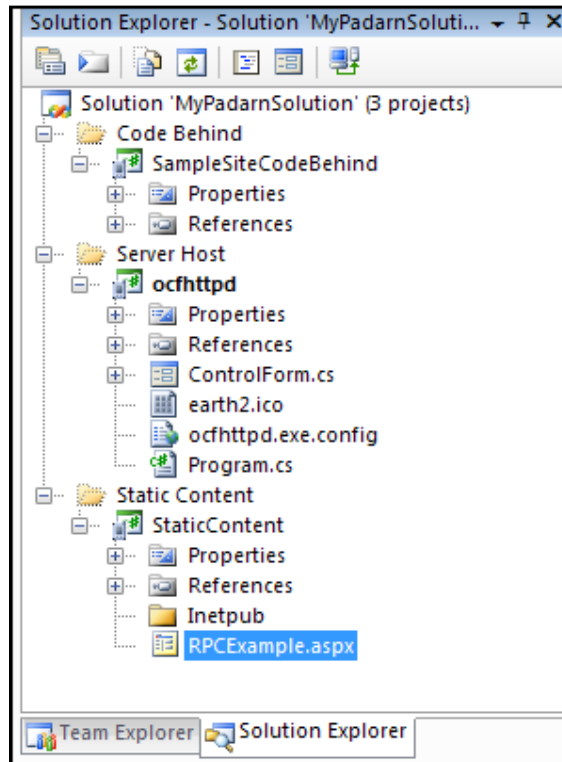 Solution Explorer - Solution 'MyPadarnSoluti...
Solution 'MyPadarnSolution' (3 projects)
Code Behind
SampleSiteCodeBehind
Properties
References
Server Host
ocfhttpd
Properties
References
ControlForm.cs
earth2.ico
ocfhttpd.exe.config
Program.cs
Static Content
StaticContent
Properties
References
Inetpub
RPCExample.aspx
Team Explorer Solution Explorer